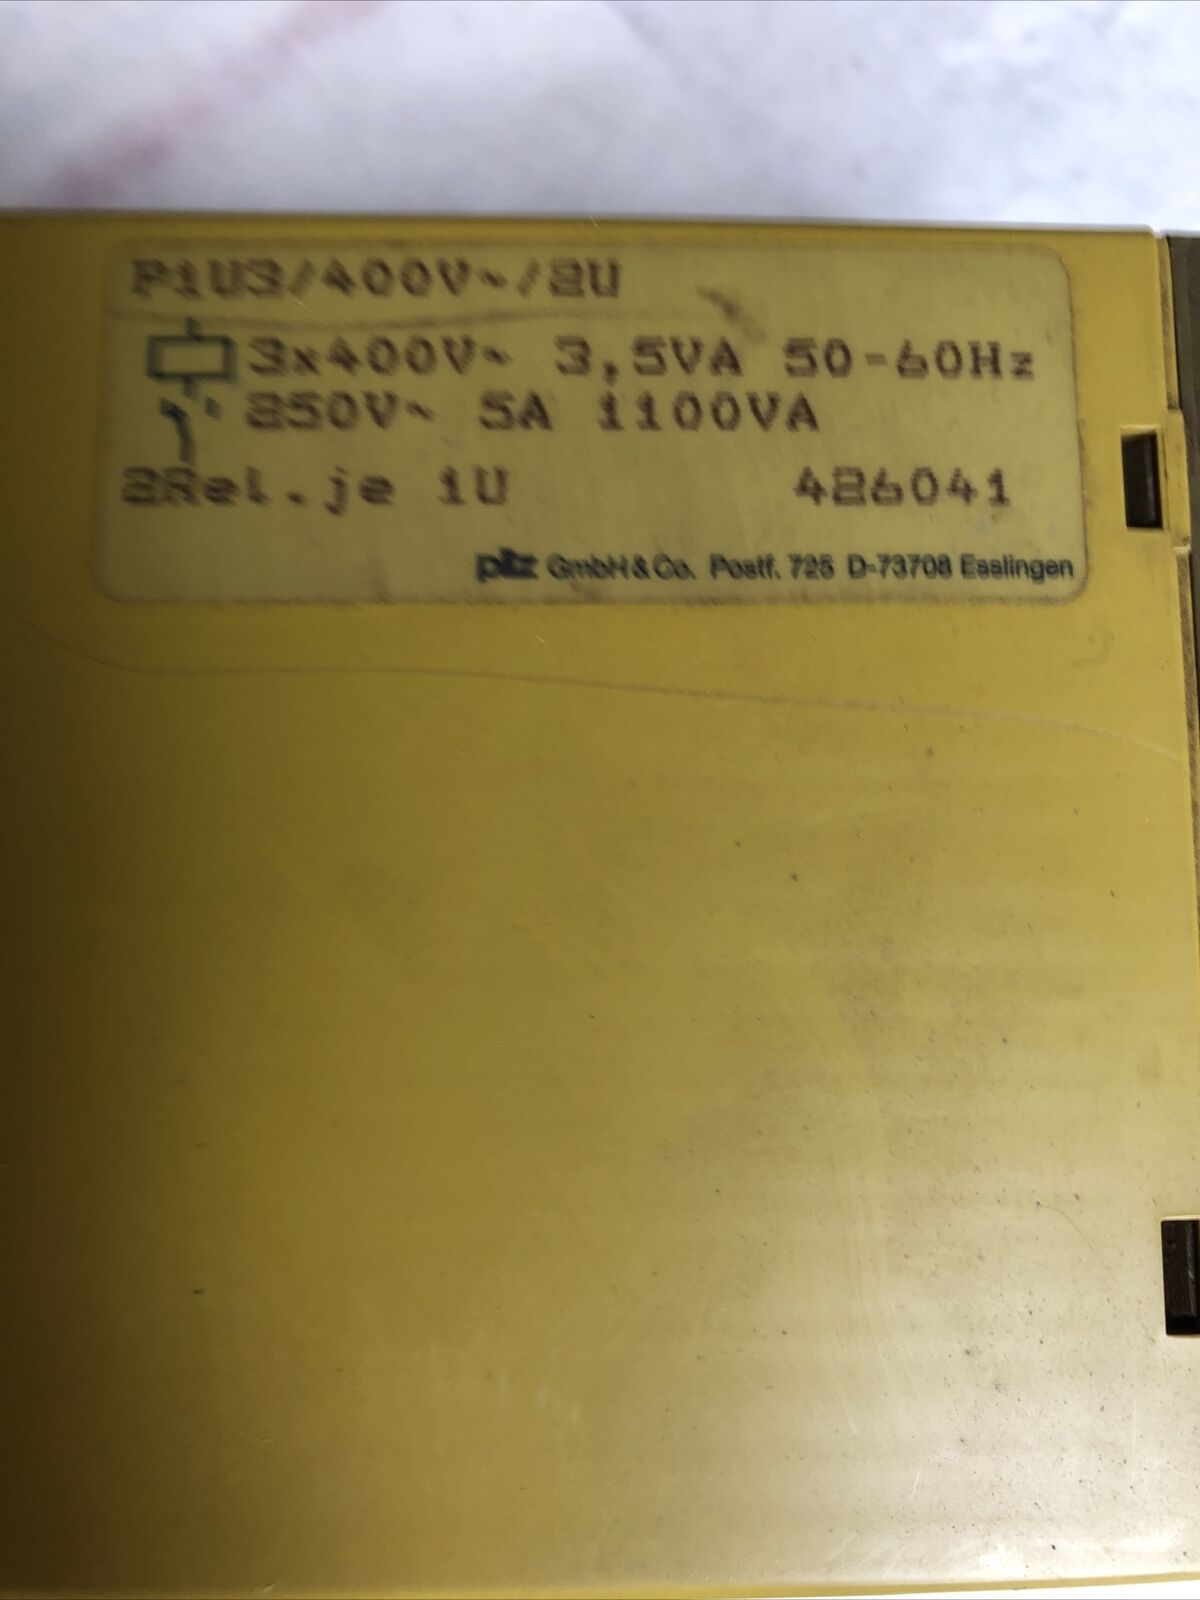 P1U3/400V~/2U
3x400V~ 3,5VA 50-60Hz
250V~ 5A 1100VA
2Rel.je 1U 426041
pilz GmbH & Co. Postf. 725 D-73708 Esslingen